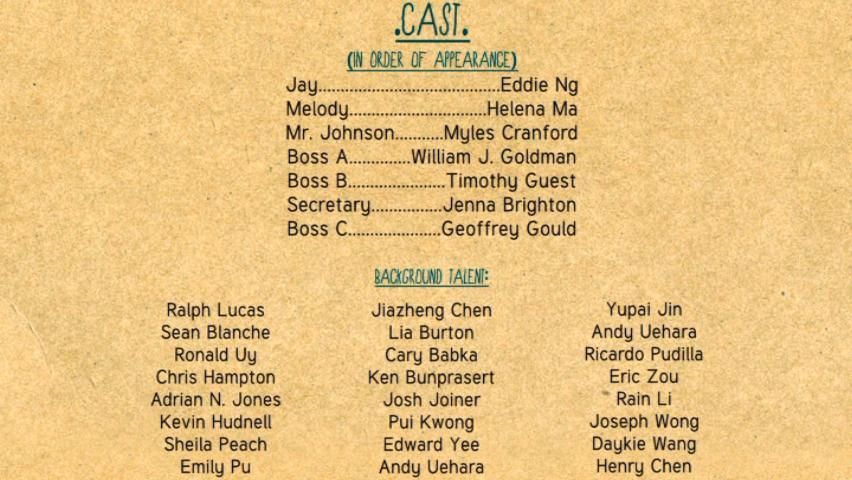 .CAST.
(IN ORDER OF APPEARANCE)
Jay........................................Eddie Ng
Melody..............................Helena Ma
Mr. Johnson...........Myles Cranford
Boss A..............William J. Goldman
Boss B......................Timothy Guest
Secretary................Jenna Brighton
Boss C.....................Geoffrey Gould
BACKGROUND TALENT:
Ralph Lucas Jiazheng Chen Yupai Jin
Sean Blanche Lia Burton Andy Uehara
Ronald Uy Cary Babka Ricardo Pudilla
Chris Hampton Ken Bunprasert Eric Zou
Adrian N. Jones Josh Joiner Rain Li
Kevin Hudnell Pui Kwong Joseph Wong
Sheila Peach Edward Yee Daykie Wang
Emily Pu Andy Uehara Henry Chen